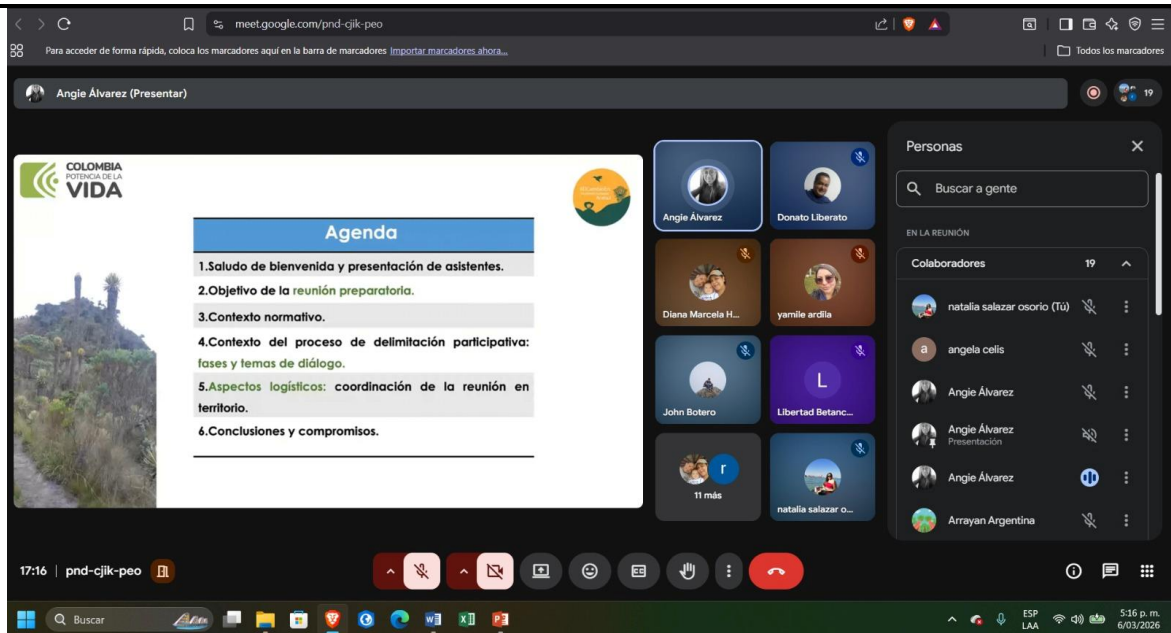 meet.google.com/pnd-cjik-peo
Para acceder de forma rápida, coloca los marcadores aquí en la barra de marcadores Importar marcadores ahora...
Todos los marcadores
Angie Álvarez (Presentar)
19
COLOMBIA
POTENCIA DE LA
VIDA
Agenda
1.Saludo de bienvenida y presentación de asistentes.
2.Objetivo de la reunión preparatoria.
3.Contexto normativo.
4.Contexto del proceso de delimitación participativa:
fases y temas de diálogo.
5.Aspectos logísticos: coordinación de la reunión en
territorio.
6.Conclusiones y compromisos.
Angie Álvarez
Donato Liberato
Diana Marcela H...
yamile ardila
John Botero
L
Libertad Betanc...
r
11 más
natalia salazar o...
Personas
Buscar a gente
EN LA REUNIÓN
Colaboradores 19
natalia salazar osorio (Tú)
a
angela celis
Angie Álvarez
Angie Álvarez
Presentación
Angie Álvarez
Arrayan Argentina
17:16 | pnd-cjik-peo
Buscar
ESP
LAA
5:16 p. m.
6/03/2026